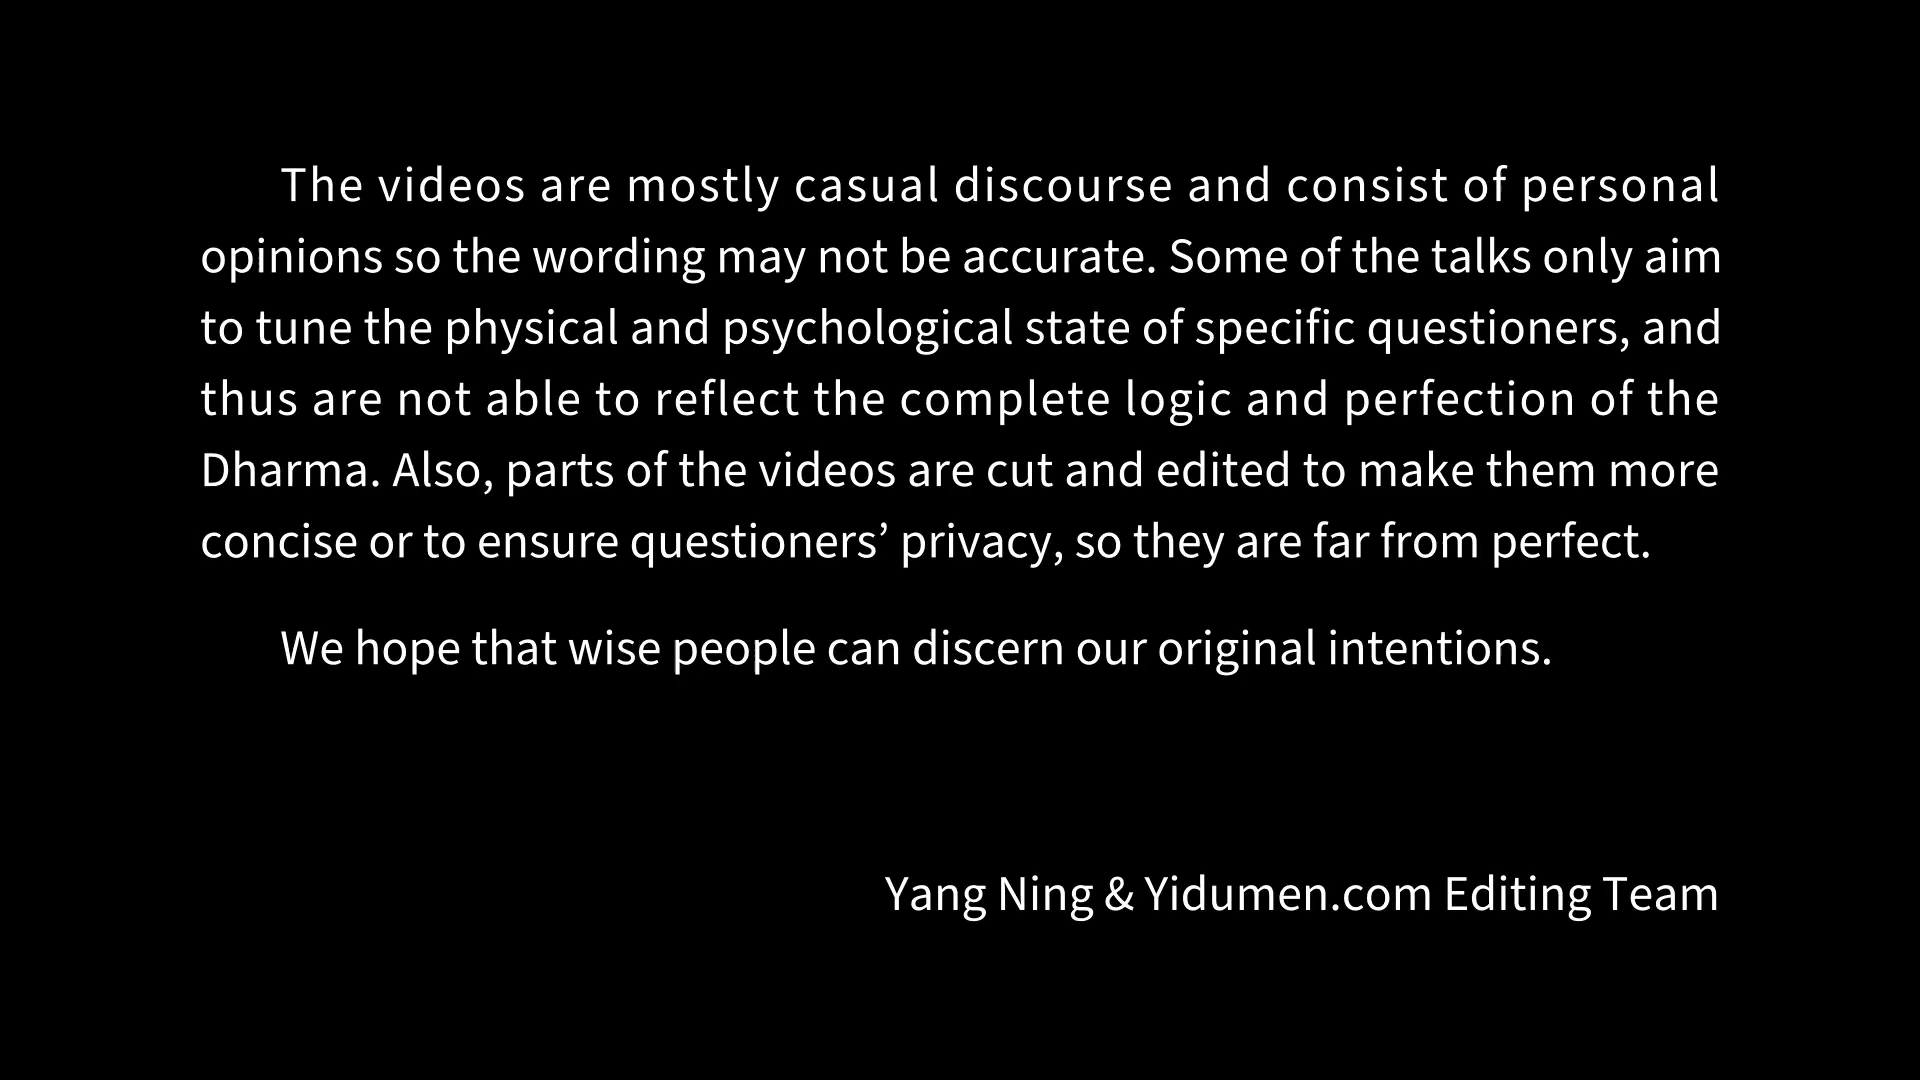 The videos are mostly casual discourse and consist of personal
opinions so the wording may not be accurate. Some of the talks only aim
to tune the physical and psychological state of specific questioners, and
thus are not able to reflect the complete logic and perfection of the
Dharma. Also, parts of the videos are cut and edited to make them more
concise or to ensure questioners’ privacy, so they are far from perfect.
We hope that wise people can discern our original intentions.
Yang Ning & Yidumen.com Editing Team